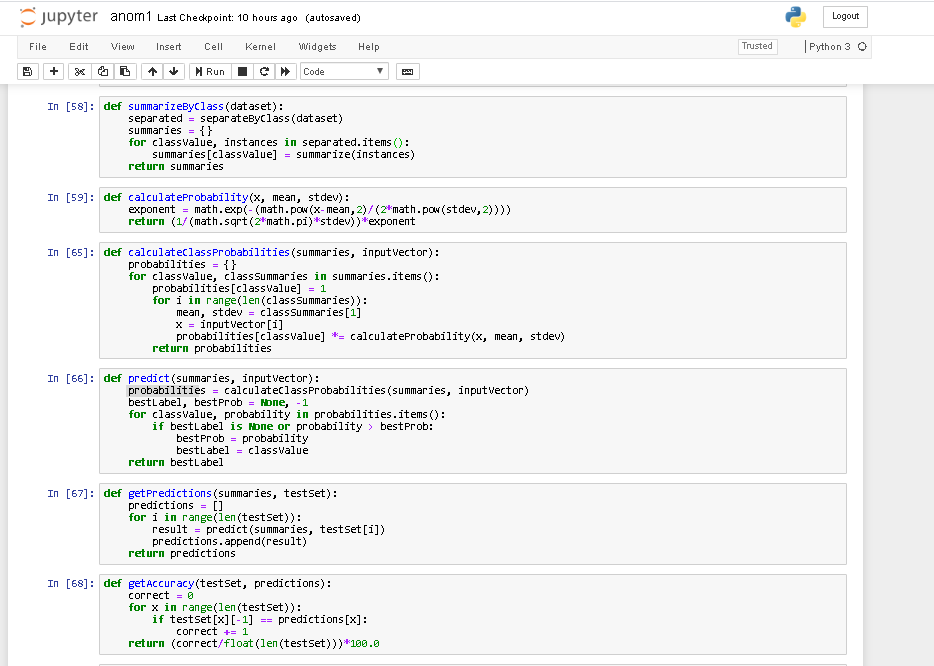 jupyter anom1 Last Checkpoint: 10 hours ago (autosaved)
Logout
File Edit View Insert Cell Kernel Widgets Help
Trusted
Python 3
Run
Code
In [58]: def summarizeByClass(dataset):
    separated = separateByClass(dataset)
    summaries = {}
    for classValue, instances in separated.items():
        summaries[classValue] = summarize(instances)
    return summaries
In [59]: def calculateProbability(x, mean, stdev):
    exponent = math.exp(-(math.pow(x-mean,2)/(2*math.pow(stdev,2))))
    return (1/(math.sqrt(2*math.pi)*stdev))*exponent
In [65]: def calculateClassProbabilities(summaries, inputVector):
    probabilities = {}
    for classValue, classSummaries in summaries.items():
        probabilities[classValue] = 1
        for i in range(len(classSummaries)):
            mean, stdev = classSummaries[1]
            x = inputVector[i]
            probabilities[classValue] *= calculateProbability(x, mean, stdev)
        return probabilities
In [66]: def predict(summaries, inputVector):
    probabilities = calculateClassProbabilities(summaries, inputVector)
    bestLabel, bestProb = None, -1
    for classValue, probability in probabilities.items():
        if bestLabel is None or probability > bestProb:
            bestProb = probability
            bestLabel = classValue
    return bestLabel
In [67]: def getPredictions(summaries, testSet):
    predictions = []
    for i in range(len(testSet)):
        result = predict(summaries, testSet[i])
        predictions.append(result)
    return predictions
In [68]: def getAccuracy(testSet, predictions):
    correct = 0
    for x in range(len(testSet)):
        if testSet[x][-1] == predictions[x]:
            correct += 1
    return (correct/float(len(testSet)))*100.0